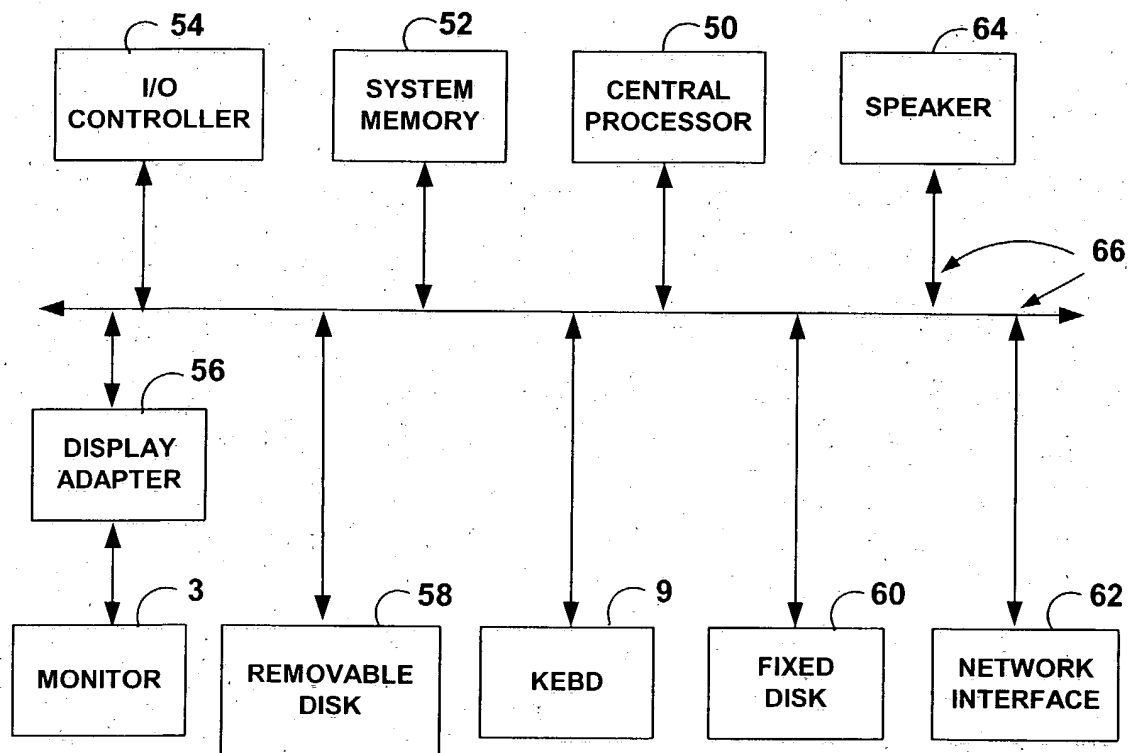 54
52
50
64
I/O
CONTROLLER
SYSTEM
MEMORY
CENTRAL
PROCESSOR
SPEAKER
66
56
DISPLAY
ADAPTER
3
58
9
60
62
MONITOR
REMOVABLE
DISK
KEBD
FIXED
DISK
NETWORK
INTERFACE